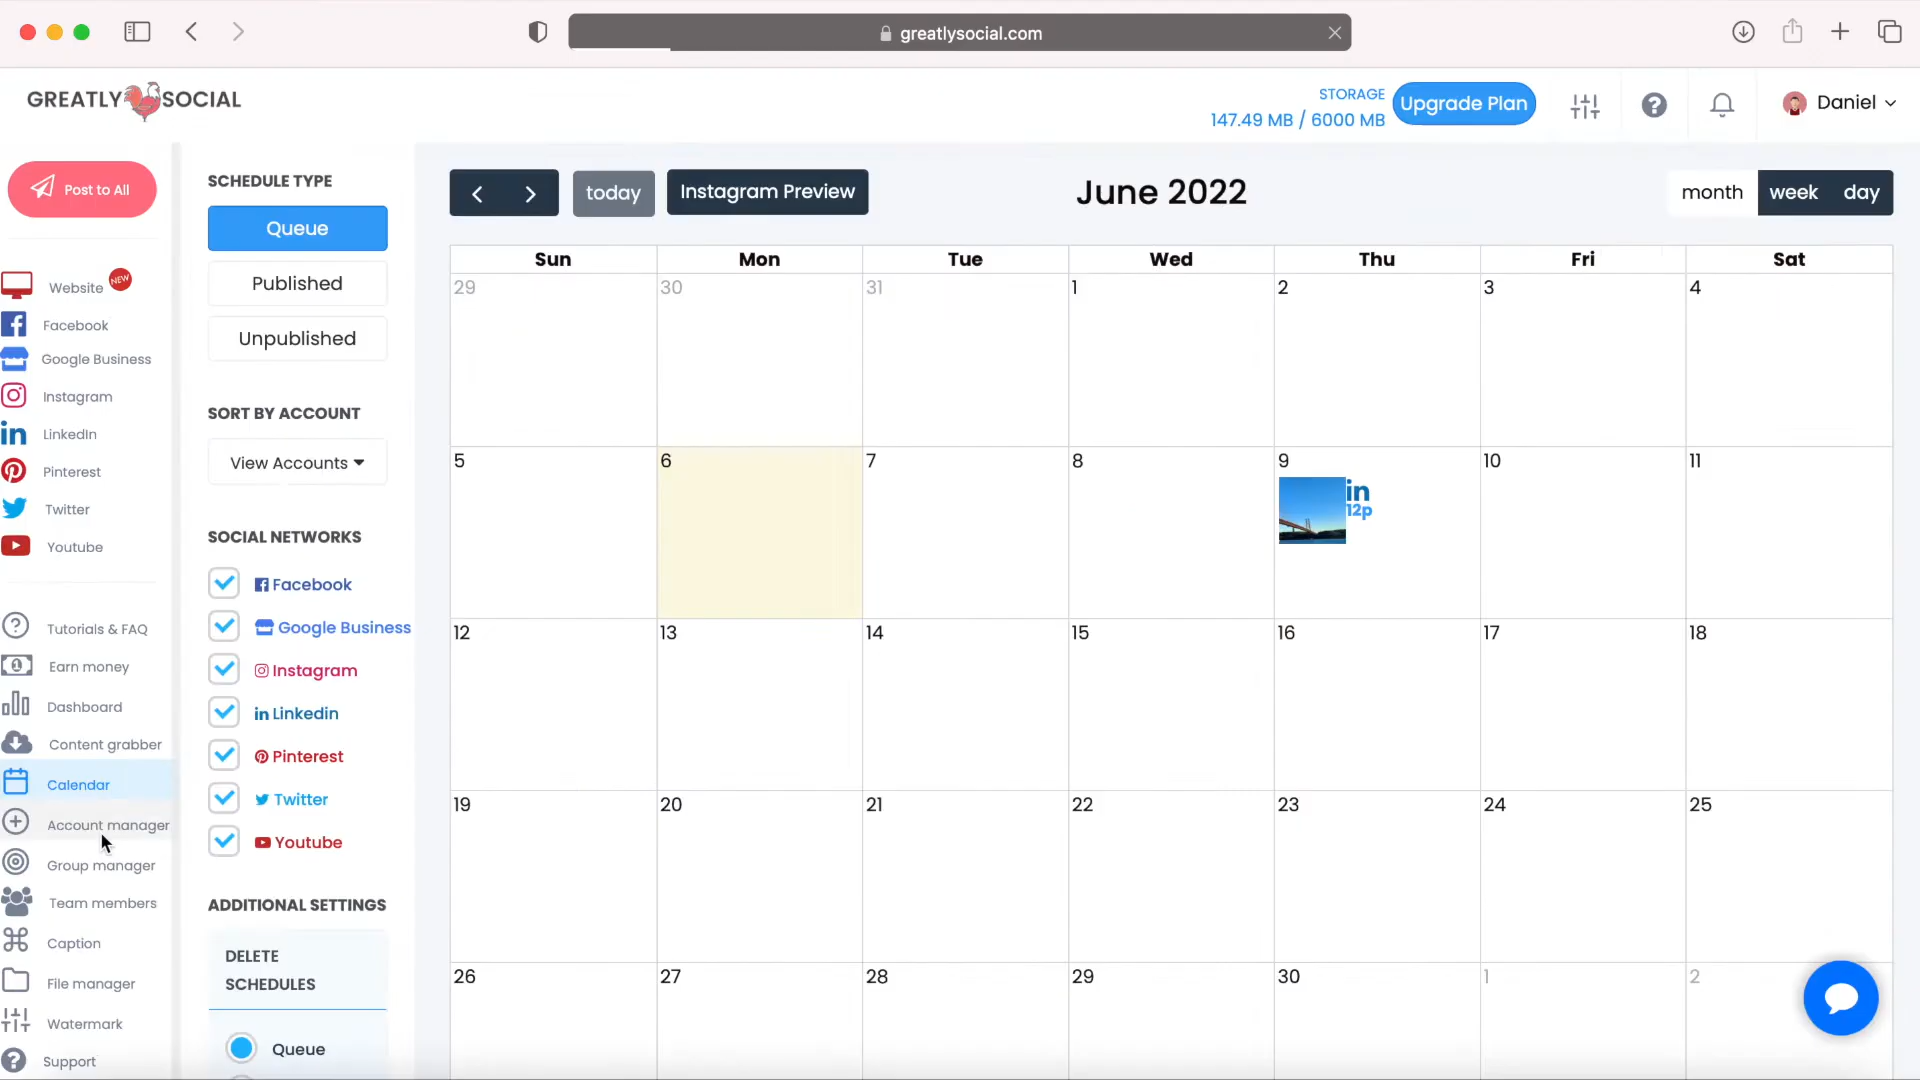 greatlysocial.com
GREATLY SOCIAL
STORAGE
147.49 MB / 6000 MB
Upgrade Plan
Daniel
Post to All
Website NEW
Facebook
Google Business
Instagram
LinkedIn
Pinterest
Twitter
Youtube
Tutorials & FAQ
Earn money
Dashboard
Content grabber
Calendar
Account manager
Group manager
Team members
Caption
File manager
Watermark
Support
SCHEDULE TYPE
Queue
Published
Unpublished
SORT BY ACCOUNT
View Accounts
SOCIAL NETWORKS
Facebook
Google Business
Instagram
in Linkedin
Pinterest
Twitter
Youtube
ADDITIONAL SETTINGS
DELETE
SCHEDULES
Queue
today
Instagram Preview
June 2022
month week day
Sun Mon Tue Wed Thu Fri Sat
29 30 31 1 2 3 4
5 6 7 8 9 10 11
in
12p
12 13 14 15 16 17 18
19 20 21 22 23 24 25
26 27 28 29 30 1 2